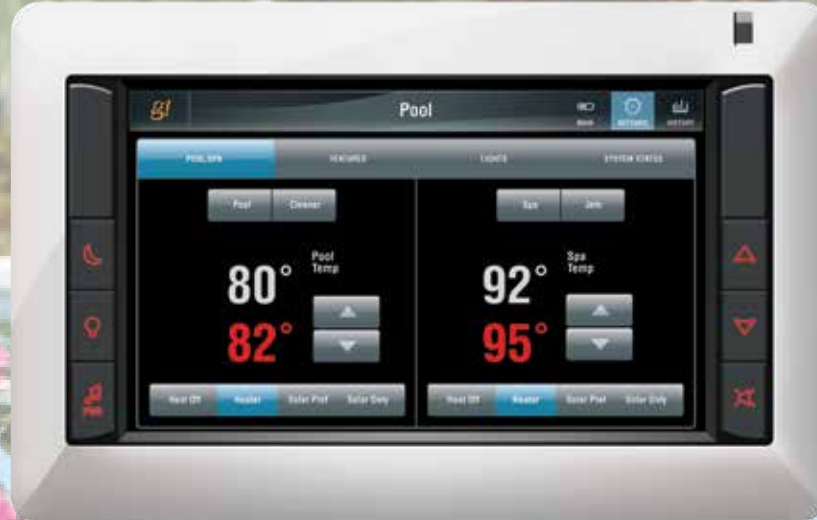 g!
Pool
MAIN
SETTINGS
HISTORY
POOL/SPA
FEATURES
LIGHTS
SYSTEM STATUS
Pool
Cleaner
Spa
Jets
80°
Pool
Temp
82°
92°
Spa
Temp
95°
Heat Off
Heater
Solar Pref
Solar Only
Heat Off
Heater
Solar Pref
Solar Only